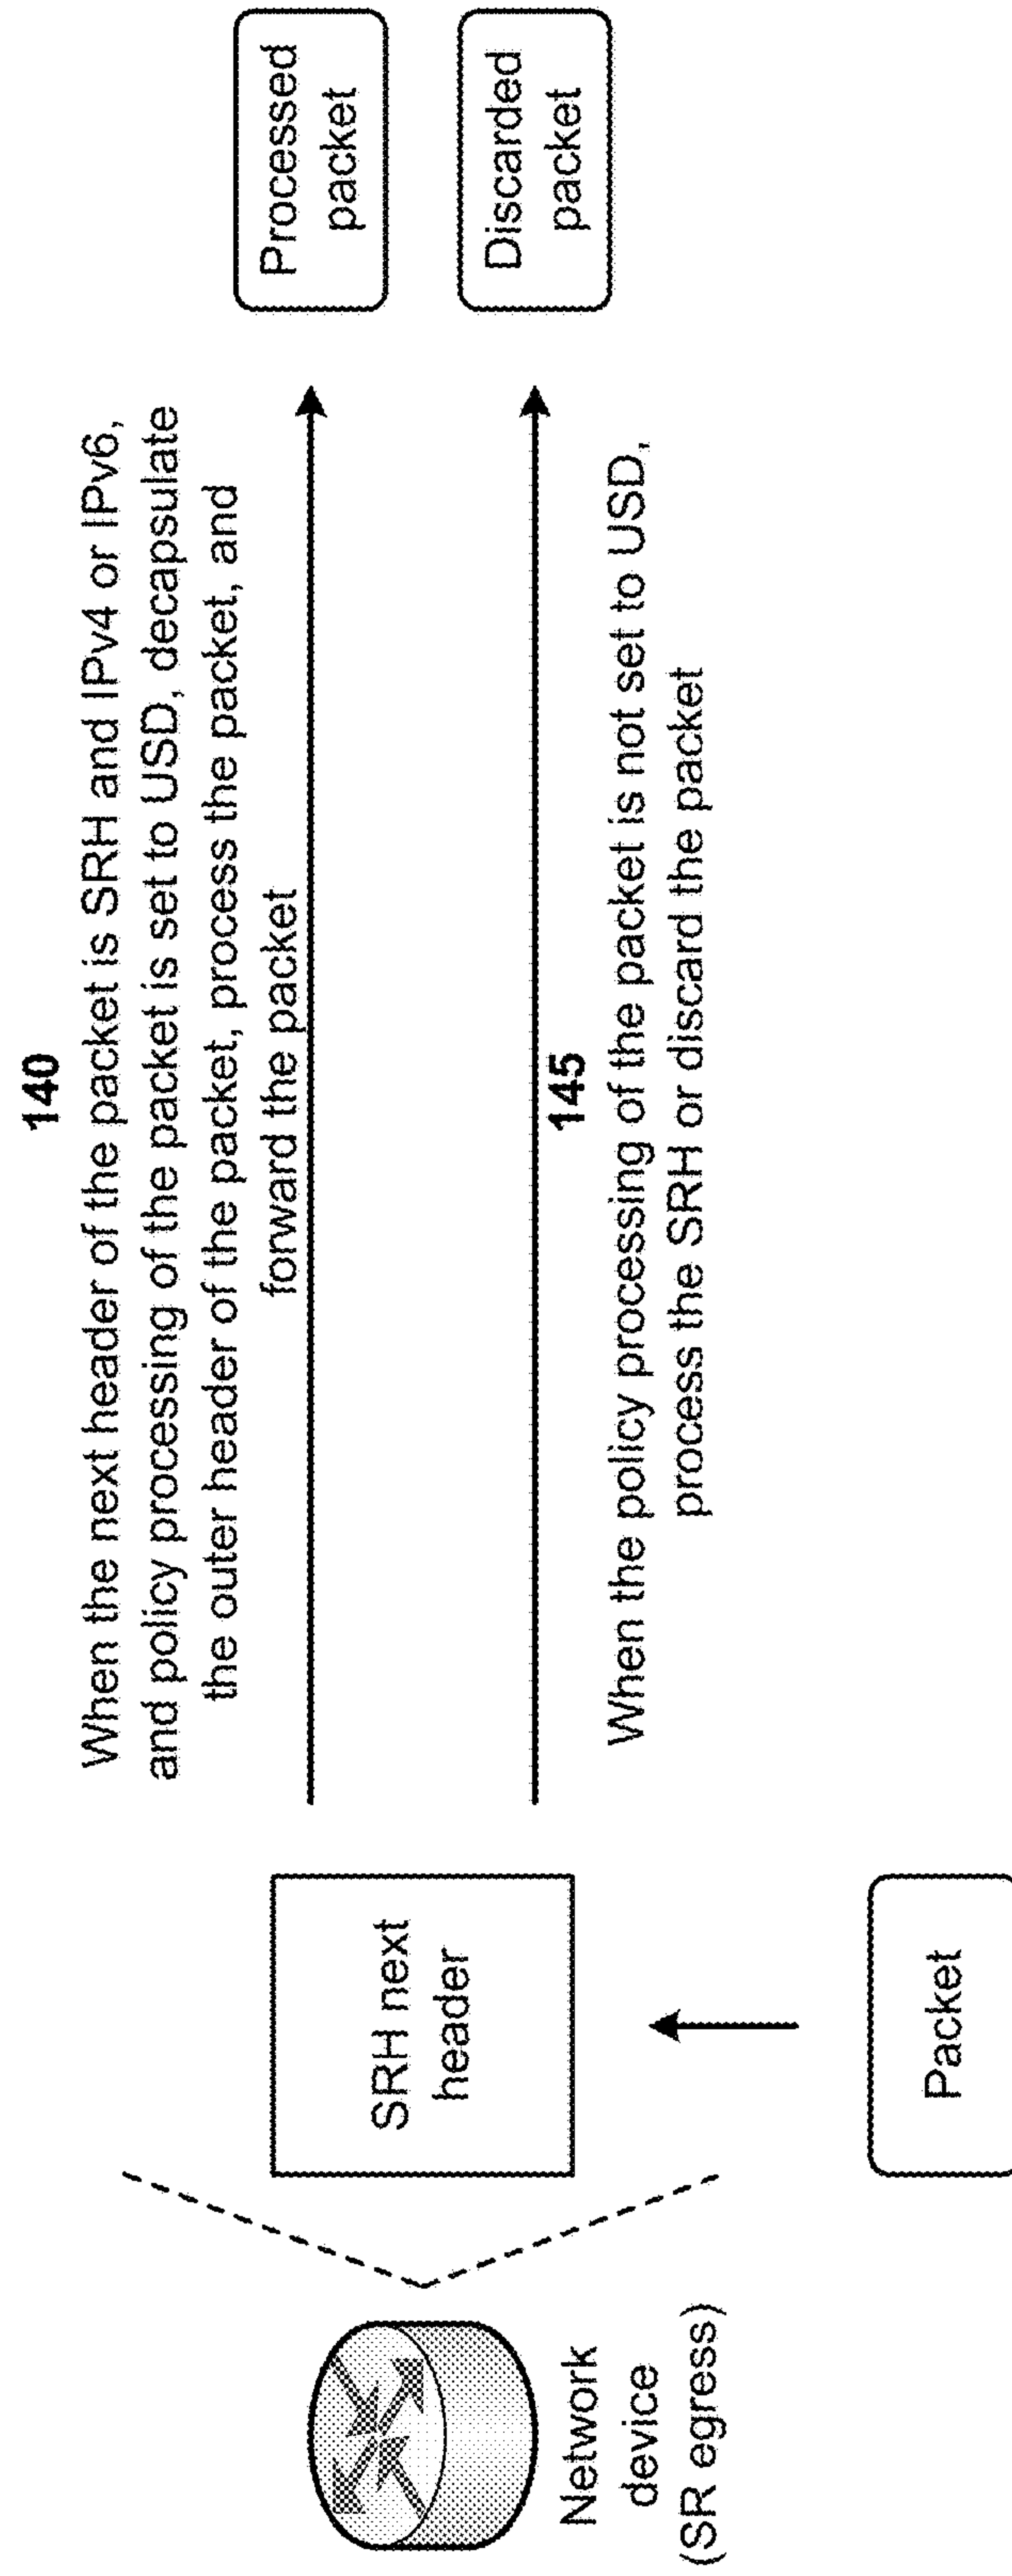 140
When the next header of the packet is SRH and IPv4 or IPv6,
and policy processing of the packet is set to USD, decapsulate
the outer header of the packet, process the packet, and
forward the packet
Processed
packet
SRH next
header
Discarded
packet
145
When the policy processing of the packet is not set to USD,
process the SRH or discard the packet
Network
device
(SR egress)
Packet